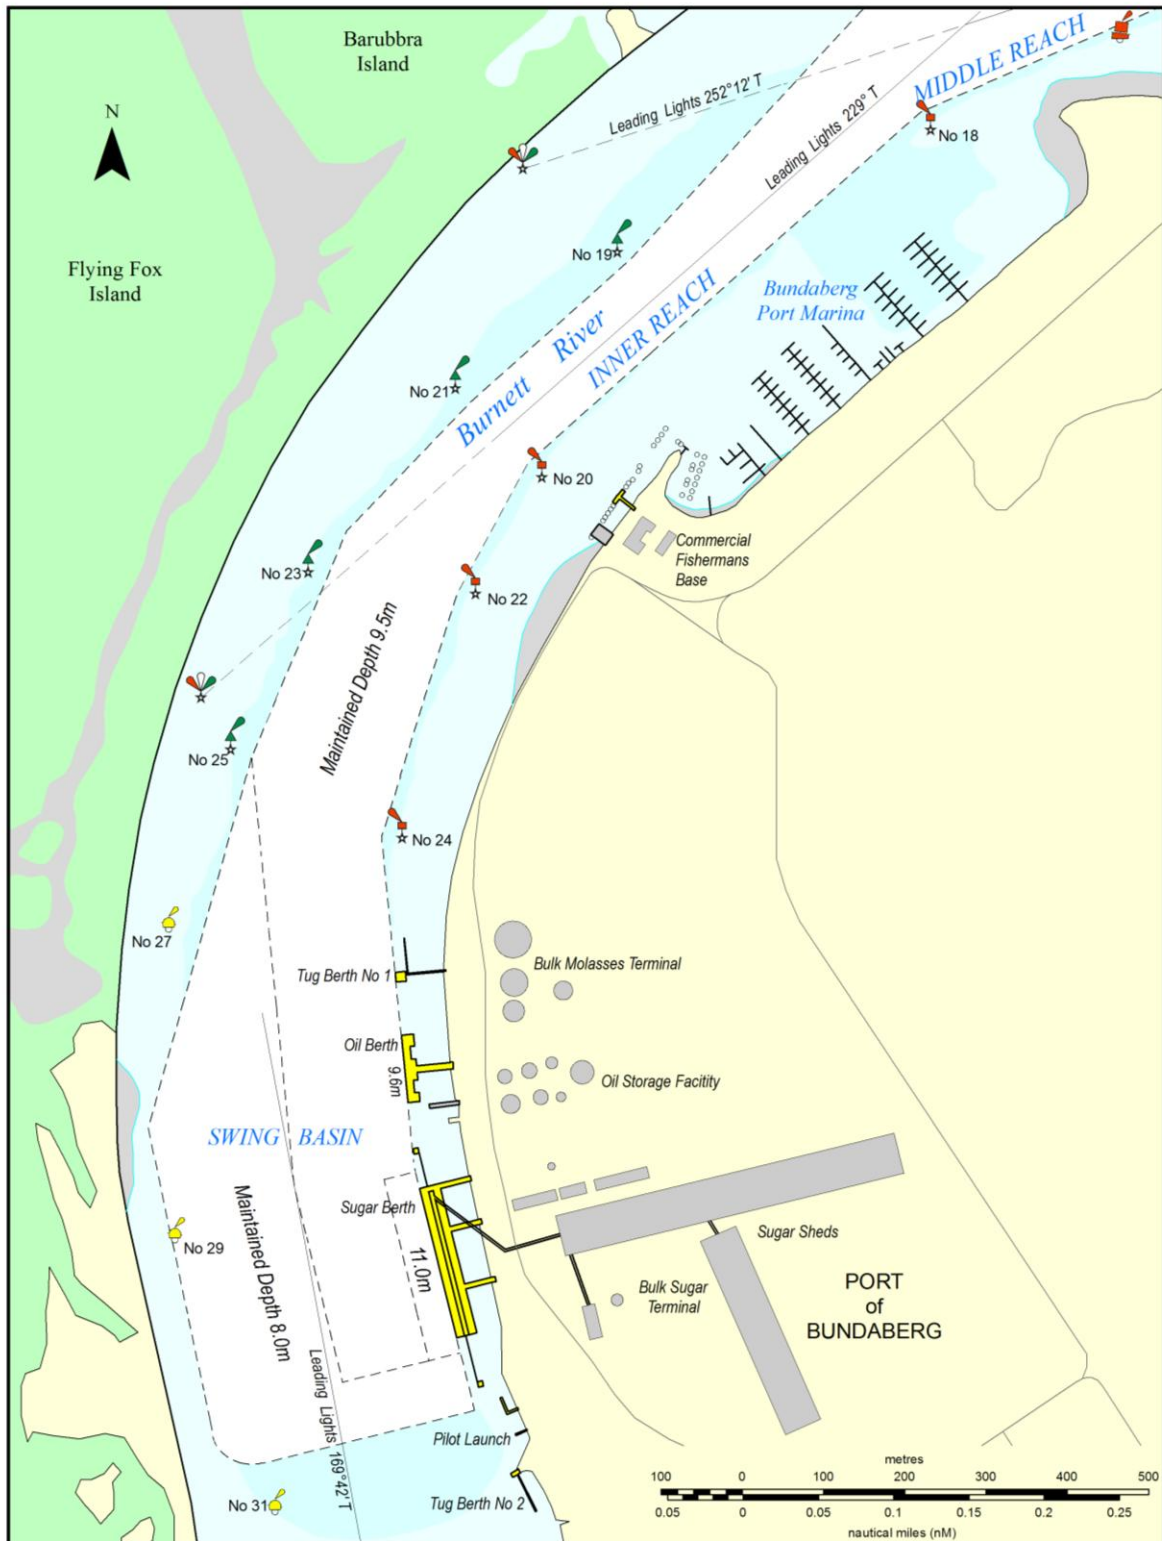 Barubbra
Island
MIDDLE REACH
Leading Lights 252°12' T
Leading Lights 229° T
N
No 18
Flying Fox
Island
No 19
Bundaberg
Port Marina
Burnett River
INNER REACH
No 21
No 20
Commercial
Fishermans
Base
No 23
No 22
Maintained Depth 9.5m
No 25
No 24
No 27
Tug Berth No 1
Bulk Molasses Terminal
Oil Berth
9.6m
Oil Storage Facitity
SWING BASIN
Sugar Berth
11.0m
Maintained Depth 8.0m
No 29
Sugar Sheds
Bulk Sugar
Terminal
PORT
of
BUNDABERG
Leading Lights 169°42' T
Pilot Launch
No 31
Tug Berth No 2
metres
100 0 100 200 300 400 500
0.05 0 0.05 0.1 0.15 0.2 0.25
nautical miles (nM)